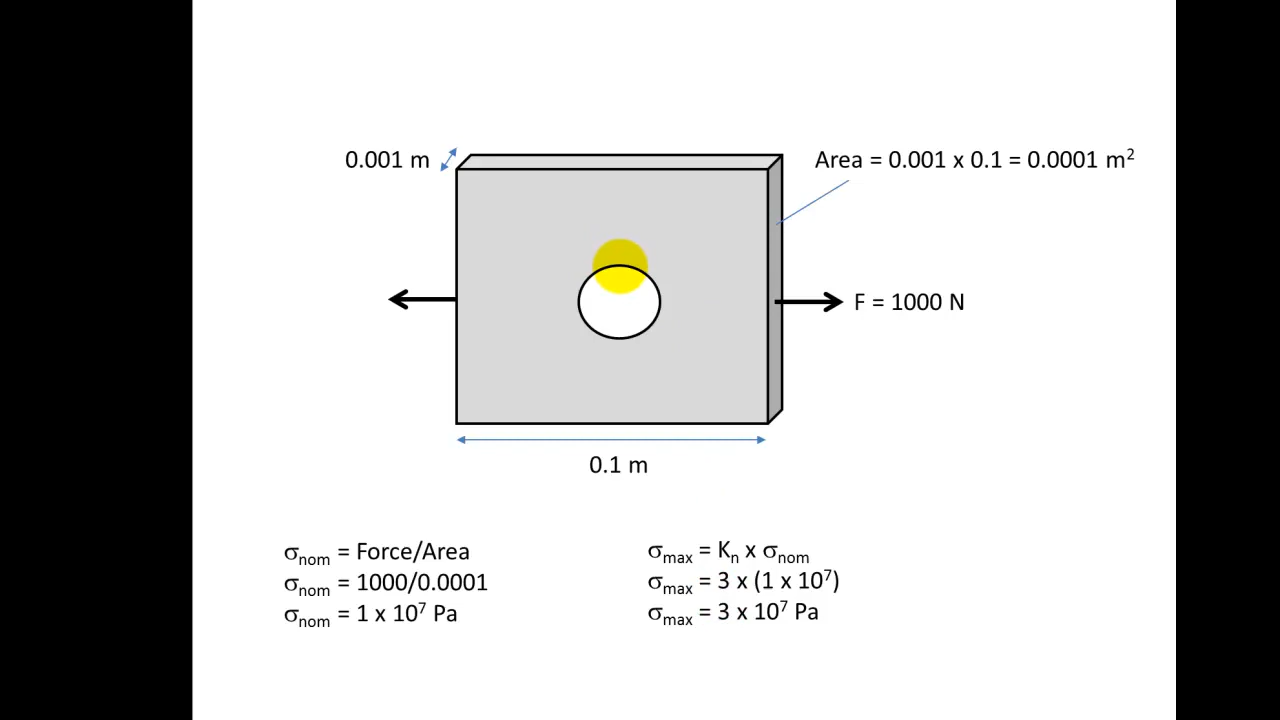 0.001 m
Area = 0.001 x 0.1 = 0.0001 m²
F = 1000 N
0.1 m
σnom = Force/Area
σnom = 1000/0.0001
σnom = 1 x 10⁷ Pa
σmax = Kn x σnom
σmax = 3 x (1 x 10⁷)
σmax = 3 x 10⁷ Pa